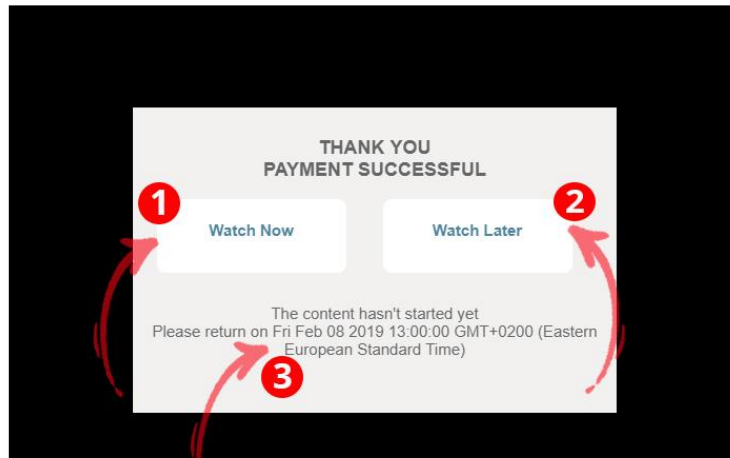 THANK YOU
PAYMENT SUCCESSFUL
1
2
Watch Now
Watch Later
The content hasn't started yet
Please return on Fri Feb 08 2019 13:00:00 GMT+0200 (Eastern
European Standard Time)
3